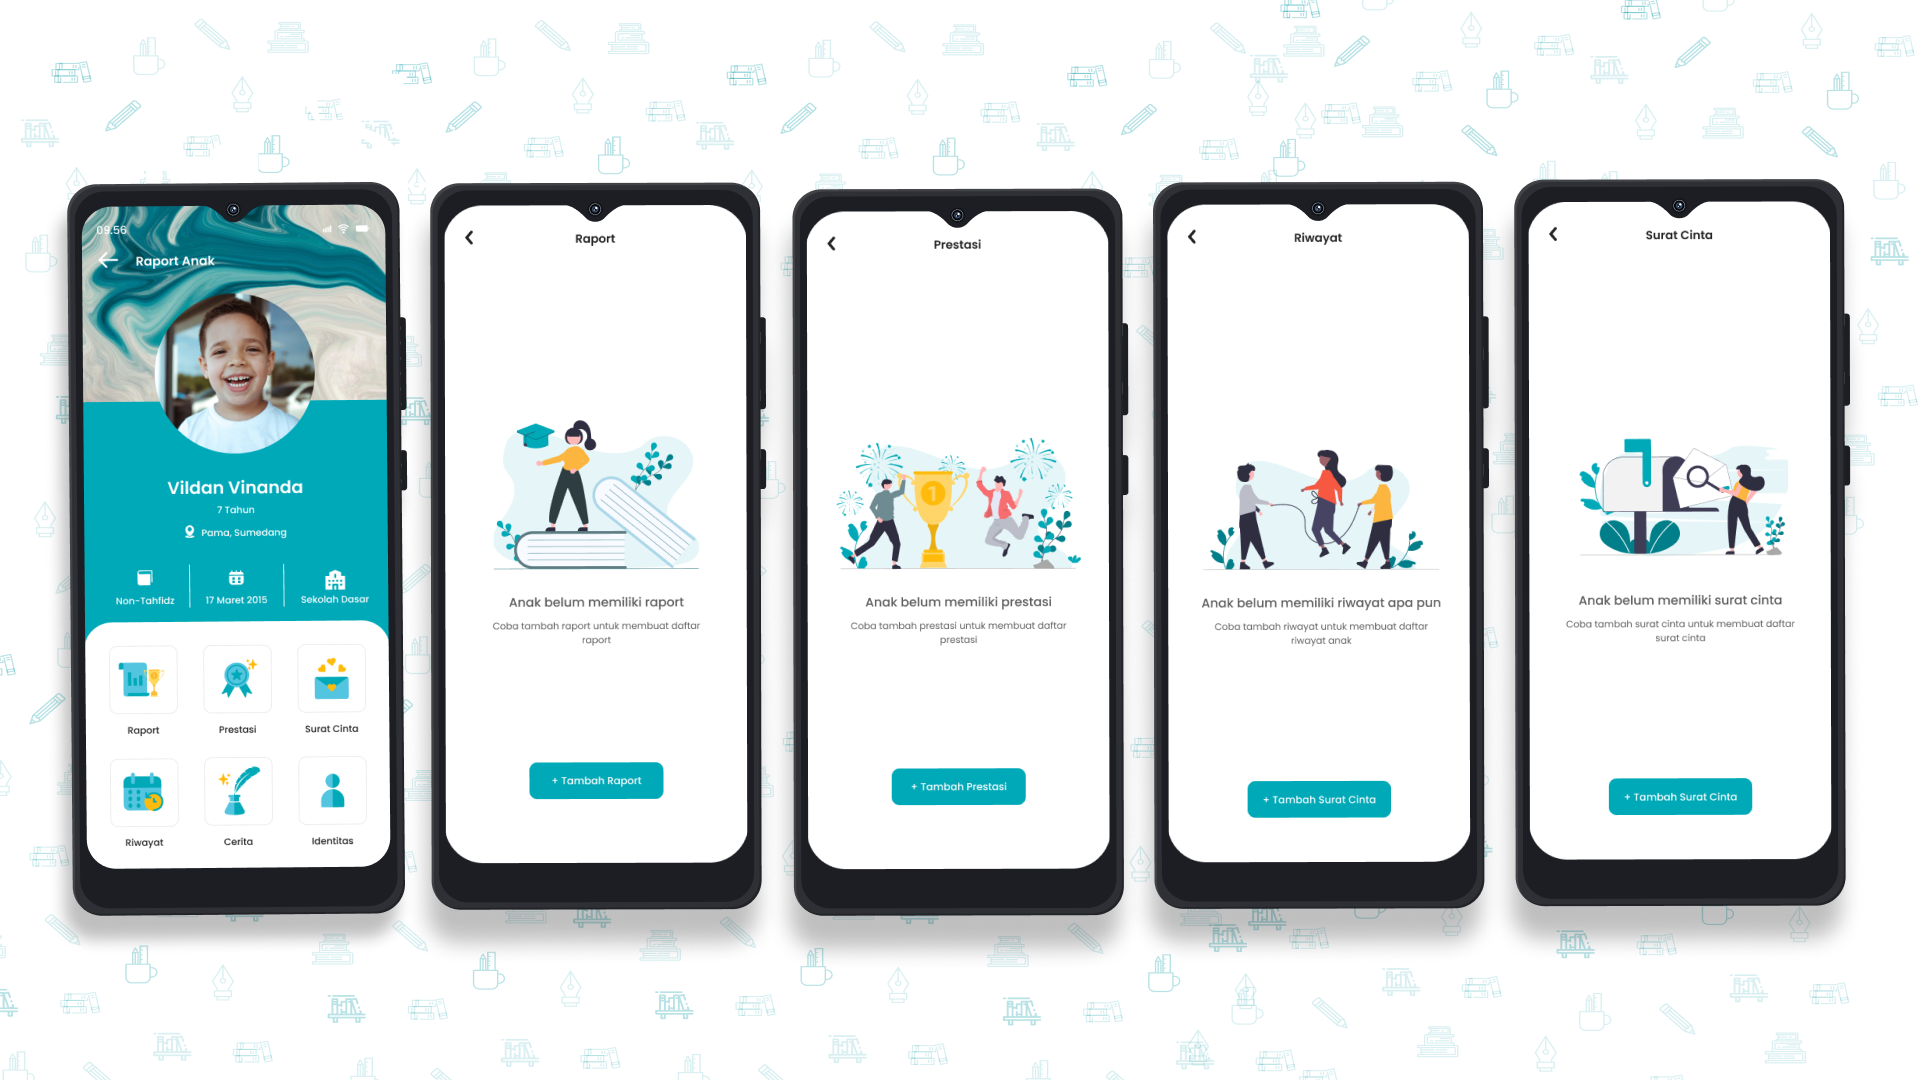 09.56
Raport Anak
Vildan Vinanda
7 Tahun
Pama, Sumedang
Non-Tahfidz
17 Maret 2015
Sekolah Dasar
Raport
Prestasi
Surat Cinta
Riwayat
Cerita
Identitas
Raport
Anak belum memiliki raport
Coba tambah raport untuk membuat daftar
raport
+ Tambah Raport
Prestasi
1
Anak belum memiliki prestasi
Coba tambah prestasi untuk membuat daftar
prestasi
+ Tambah Prestasi
Riwayat
Anak belum memiliki riwayat apa pun
Coba tambah riwayat untuk membuat daftar
riwayat anak
+ Tambah Surat Cinta
Surat Cinta
Anak belum memiliki surat cinta
Coba tambah surat cinta untuk membuat daftar
surat cinta
+ Tambah Surat Cinta